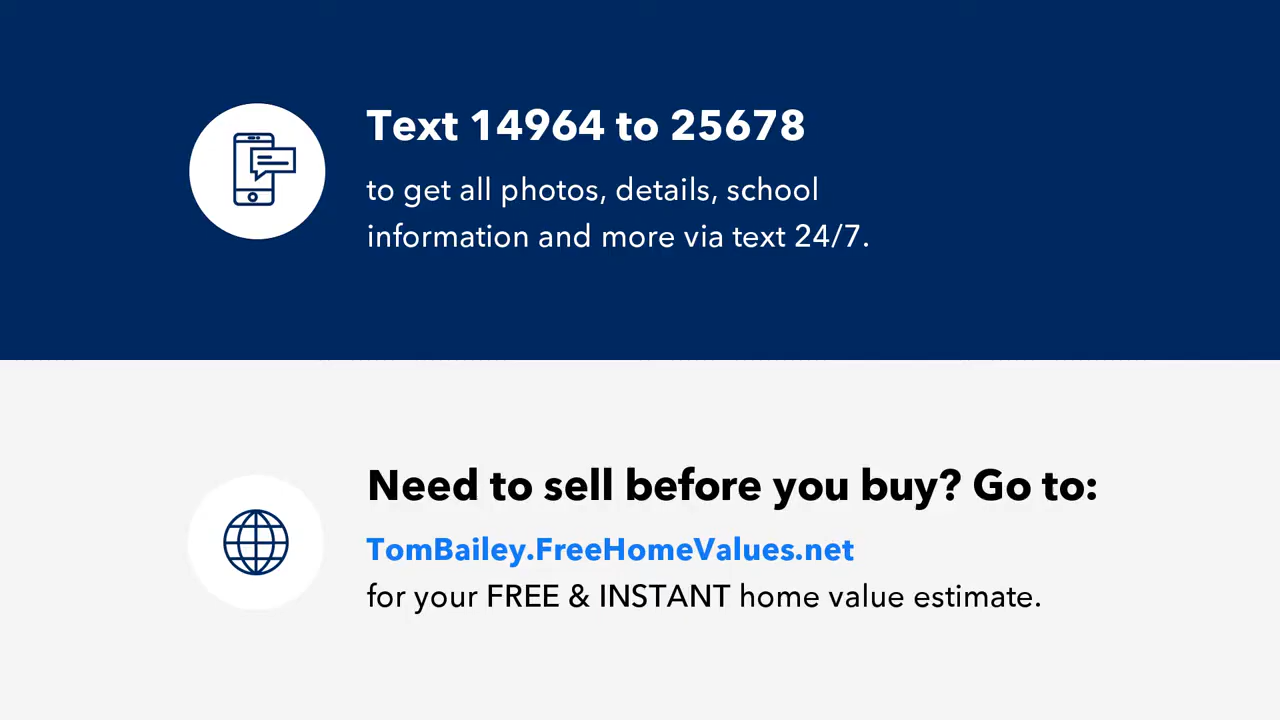 Text 14964 to 25678
to get all photos, details, school
information and more via text 24/7.
Need to sell before you buy? Go to:
TomBailey.FreeHomeValues.net
for your FREE & INSTANT home value estimate.